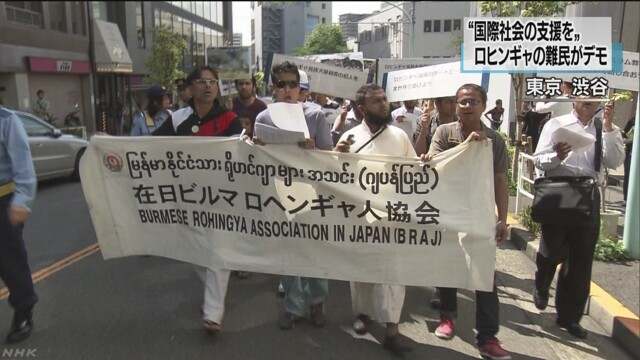 “国際社会の支援を„
ロヒンギャの難民がデモ
東京 渋谷
မြန်မာနိုင်ငံသား ရိုဟင်ဂျာများ အသင်း (ဂျပန်ပြည်)
在日ビルマ ロヘンギャ人協会
BURMESE ROHINGYA ASSOCIATION IN JAPAN (BRAJ)
NHK